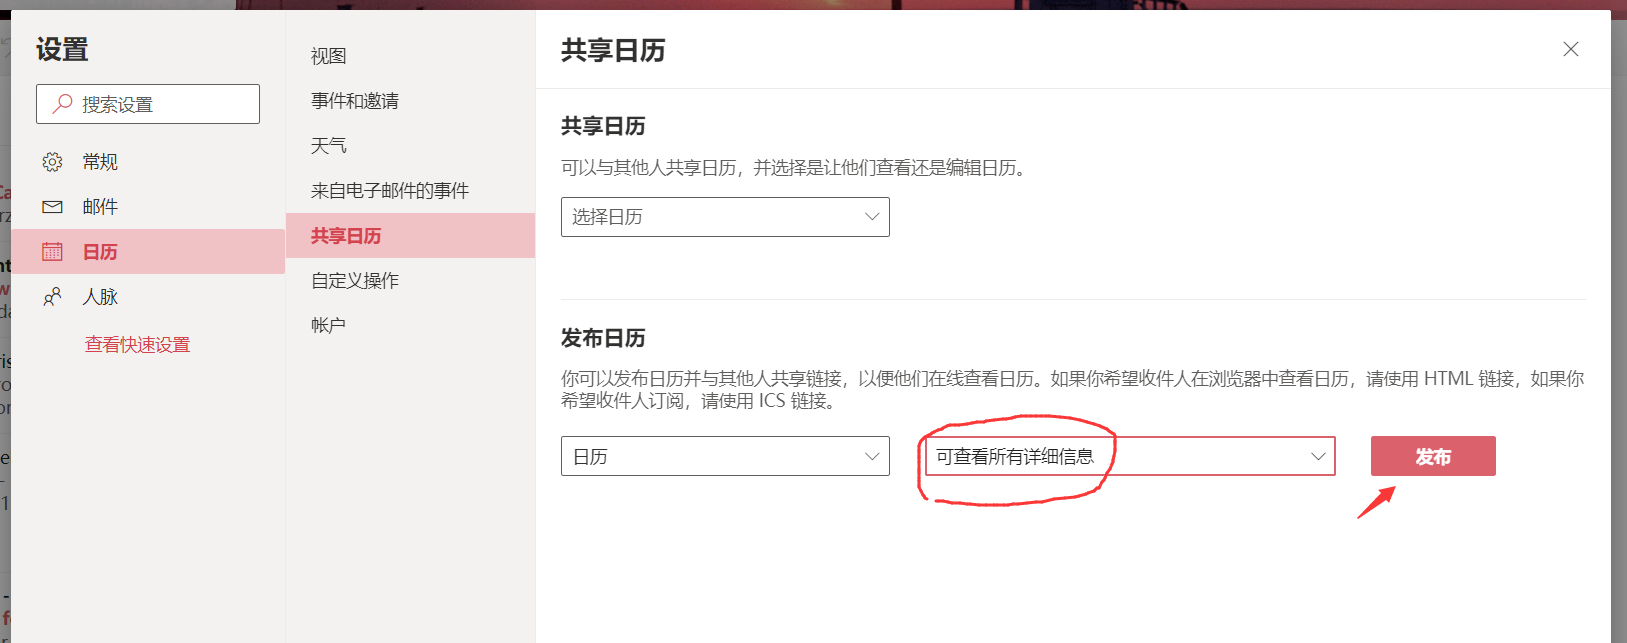 设置
搜索设置
常规
邮件
日历
人脉
查看快速设置
视图
事件和邀请
天气
来自电子邮件的事件
共享日历
自定义操作
帐户
共享日历
共享日历
可以与其他人共享日历，并选择是让他们查看还是编辑日历。
选择日历
发布日历
你可以发布日历并与其他人共享链接，以便他们在线查看日历。如果你希望收件人在浏览器中查看日历，请使用 HTML 链接，如果你
希望收件人订阅，请使用 ICS 链接。
日历
可查看所有详细信息
发布